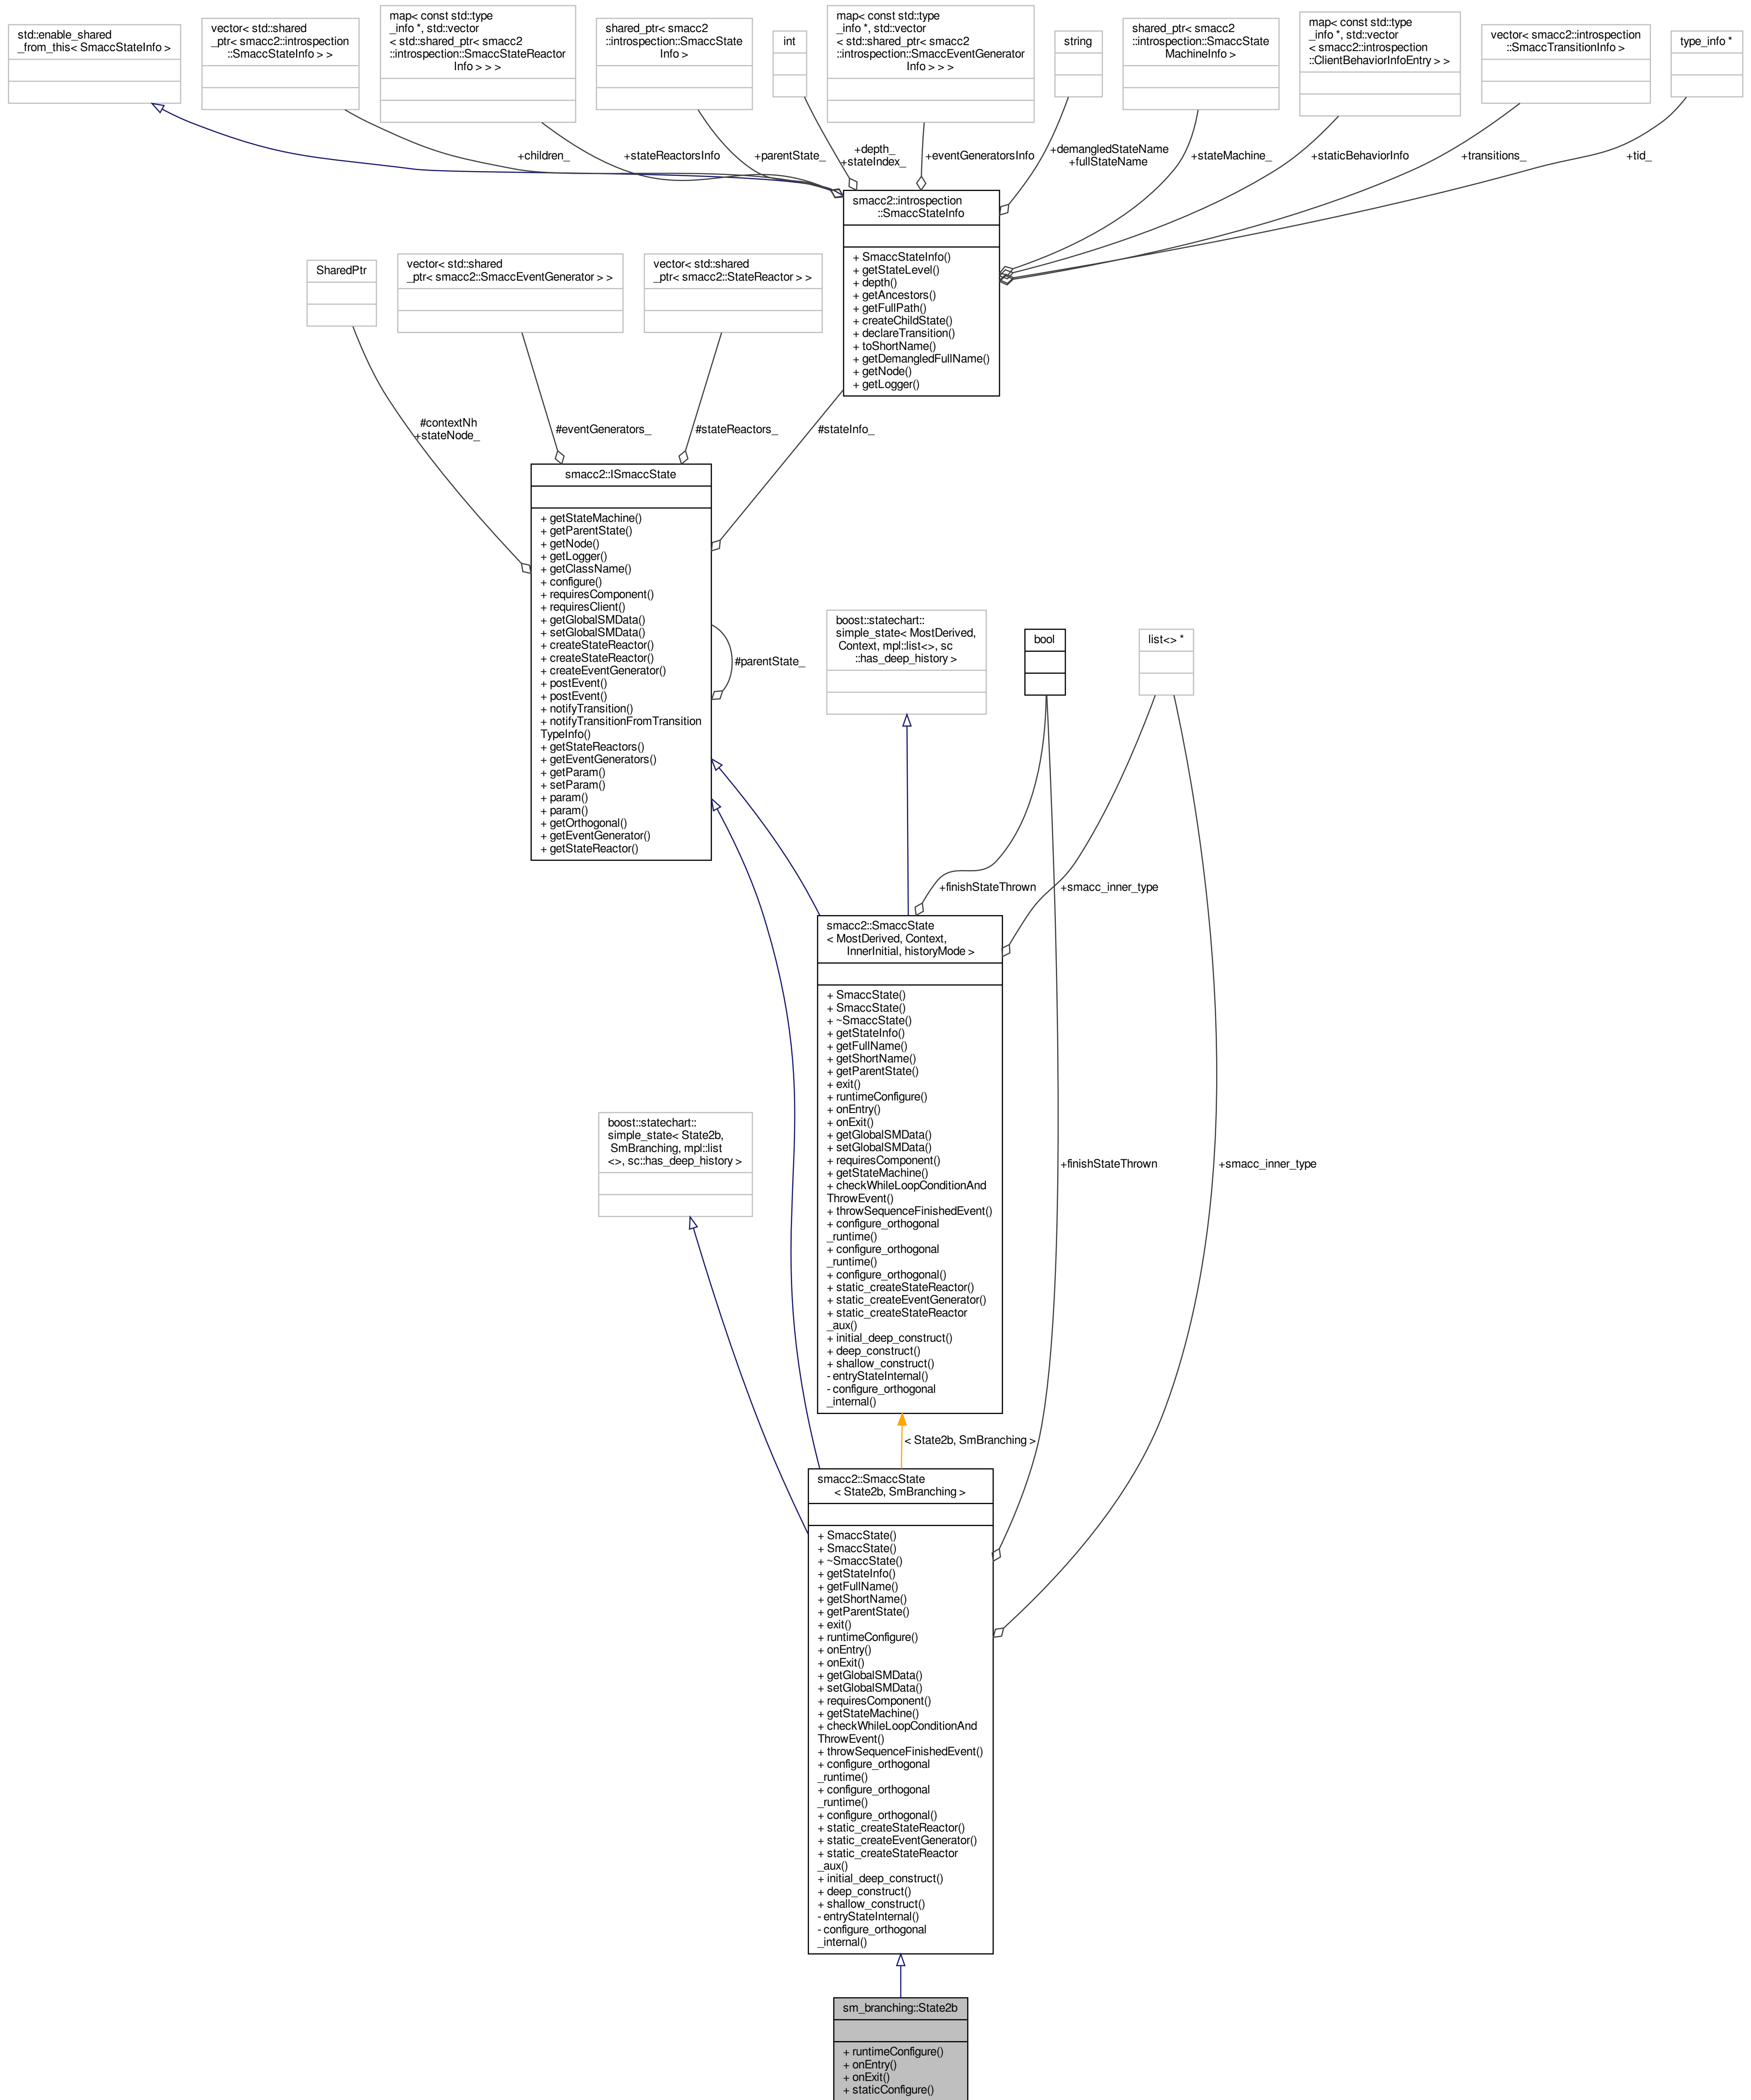 std::enable_shared
_from_this< SmaccStateInfo >
vector< std::shared
_ptr< smacc2::introspection
::SmaccStateInfo > >
map< const std::type
_info *, std::vector
< std::shared_ptr< smacc2
::introspection::SmaccStateReactor
Info > > >
shared_ptr< smacc2
::introspection::SmaccState
Info >
int
map< const std::type
_info *, std::vector
< std::shared_ptr< smacc2
::introspection::SmaccEventGenerator
Info > > >
string
shared_ptr< smacc2
::introspection::SmaccState
MachineInfo >
map< const std::type
_info *, std::vector
< smacc2::introspection
::ClientBehaviorInfoEntry > >
vector< smacc2::introspection
::SmaccTransitionInfo >
type_info *
+children_
+stateReactorsInfo
+parentState_
+depth_
+stateIndex_
+eventGeneratorsInfo
+demangledStateName
+fullStateName
+stateMachine_
+staticBehaviorInfo
+transitions_
+tid_
smacc2::introspection
::SmaccStateInfo
+ SmaccStateInfo()
+ getStateLevel()
+ depth()
+ getAncestors()
+ getFullPath()
+ createChildState()
+ declareTransition()
+ toShortName()
+ getDemangledFullName()
+ getNode()
+ getLogger()
SharedPtr
vector< std::shared
_ptr< smacc2::SmaccEventGenerator > >
vector< std::shared
_ptr< smacc2::StateReactor > >
#contextNh
+stateNode_
#eventGenerators_
#stateReactors_
#stateInfo_
smacc2::ISmaccState
+ getStateMachine()
+ getParentState()
+ getNode()
+ getLogger()
+ getClassName()
+ configure()
+ requiresComponent()
+ requiresClient()
+ getGlobalSMData()
+ setGlobalSMData()
+ createStateReactor()
+ createStateReactor()
+ createEventGenerator()
+ postEvent()
+ postEvent()
+ notifyTransition()
+ notifyTransitionFromTransition
TypeInfo()
+ getStateReactors()
+ getEventGenerators()
+ getParam()
+ setParam()
+ param()
+ param()
+ getOrthogonal()
+ getEventGenerator()
+ getStateReactor()
#parentState_
boost::statechart::
simple_state< MostDerived,
Context, mpl::list<>, sc
::has_deep_history >
bool
list<> *
+finishStateThrown
+smacc_inner_type
smacc2::SmaccState
< MostDerived, Context,
InnerInitial, historyMode >
+ SmaccState()
+ SmaccState()
+ ~SmaccState()
+ getStateInfo()
+ getFullName()
+ getShortName()
+ getParentState()
+ exit()
+ runtimeConfigure()
+ onEntry()
+ onExit()
+ getGlobalSMData()
+ setGlobalSMData()
+ requiresComponent()
+ getStateMachine()
+ checkWhileLoopConditionAnd
ThrowEvent()
+ throwSequenceFinishedEvent()
+ configure_orthogonal
_runtime()
+ configure_orthogonal
_runtime()
+ configure_orthogonal()
+ static_createStateReactor()
+ static_createEventGenerator()
+ static_createStateReactor
_aux()
+ initial_deep_construct()
+ deep_construct()
+ shallow_construct()
- entryStateInternal()
- configure_orthogonal
_internal()
boost::statechart::
simple_state< State2b,
SmBranching, mpl::list
<>, sc::has_deep_history >
+finishStateThrown
+smacc_inner_type
< State2b, SmBranching >
smacc2::SmaccState
< State2b, SmBranching >
+ SmaccState()
+ SmaccState()
+ ~SmaccState()
+ getStateInfo()
+ getFullName()
+ getShortName()
+ getParentState()
+ exit()
+ runtimeConfigure()
+ onEntry()
+ onExit()
+ getGlobalSMData()
+ setGlobalSMData()
+ requiresComponent()
+ getStateMachine()
+ checkWhileLoopConditionAnd
ThrowEvent()
+ throwSequenceFinishedEvent()
+ configure_orthogonal
_runtime()
+ configure_orthogonal
_runtime()
+ configure_orthogonal()
+ static_createStateReactor()
+ static_createEventGenerator()
+ static_createStateReactor
_aux()
+ initial_deep_construct()
+ deep_construct()
+ shallow_construct()
- entryStateInternal()
- configure_orthogonal
_internal()
sm_branching::State2b
+ runtimeConfigure()
+ onEntry()
+ onExit()
+ staticConfigure()